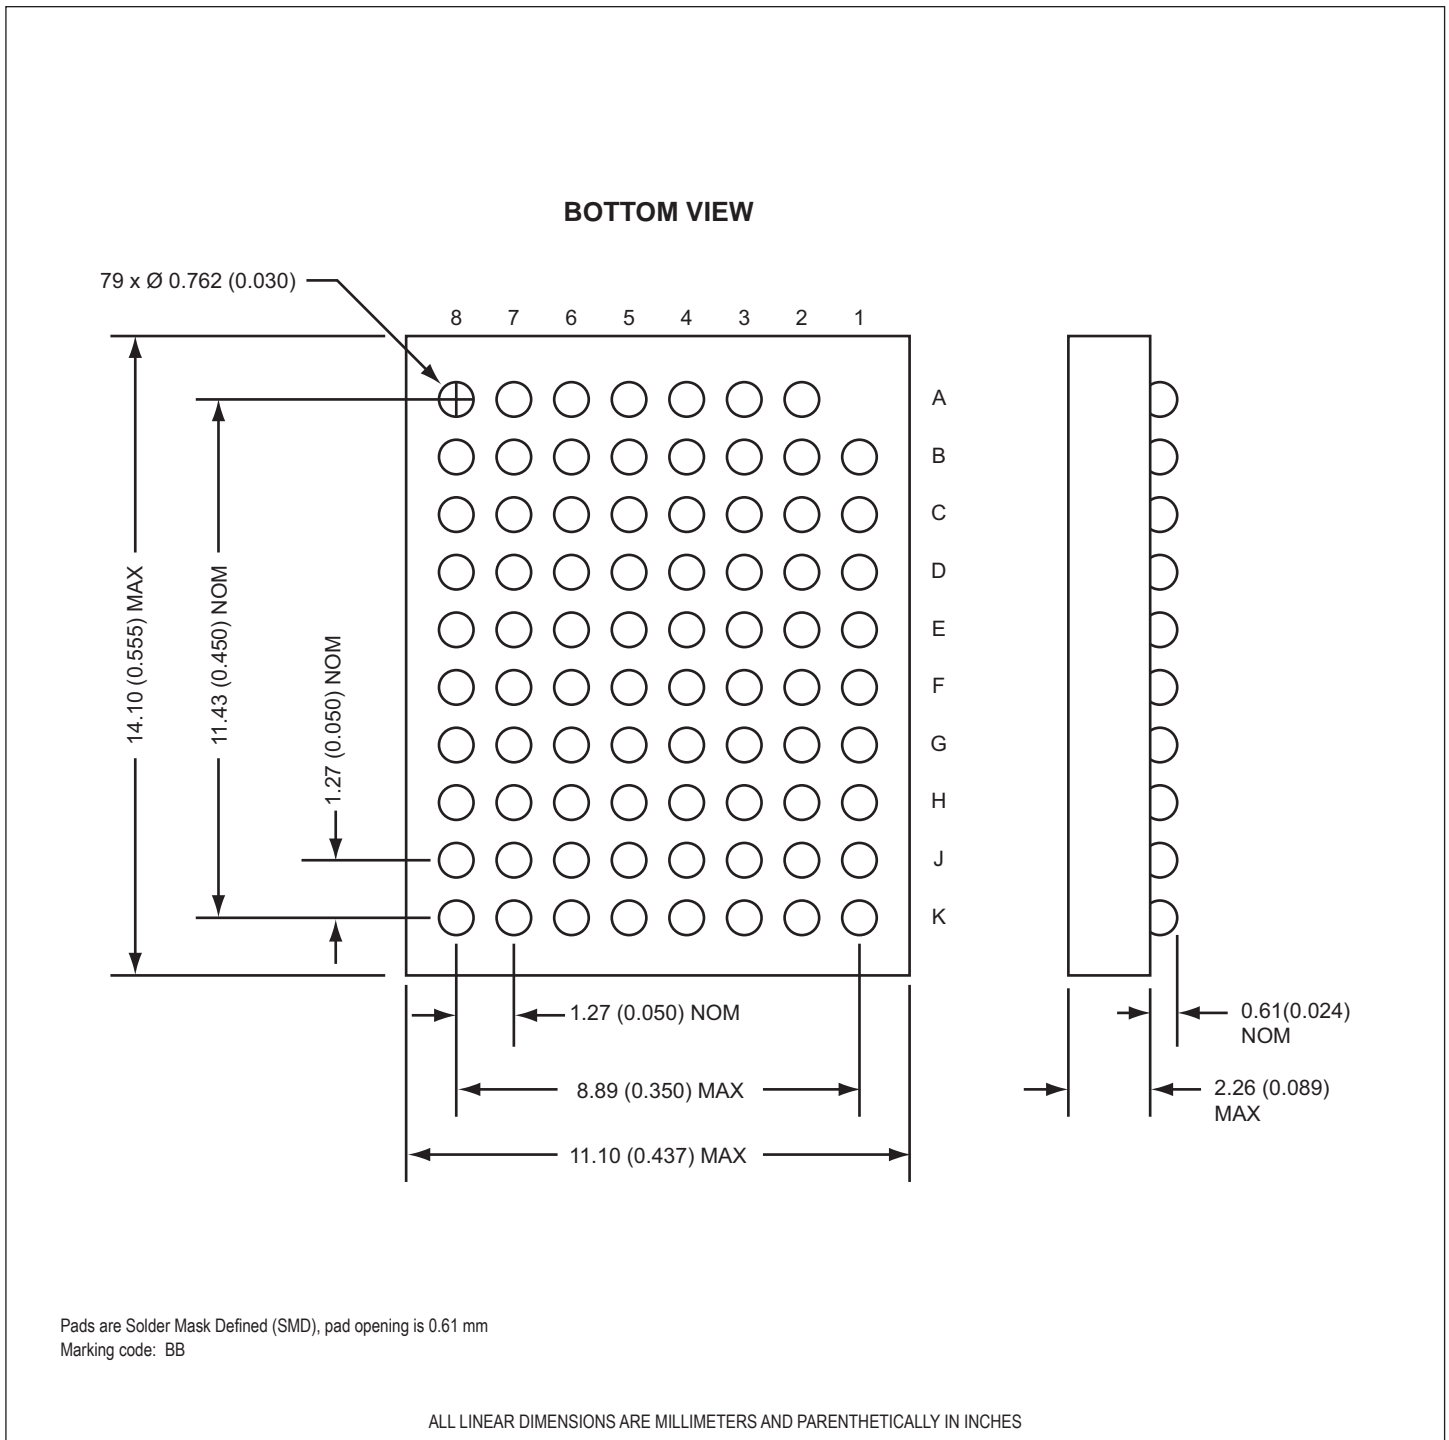 BOTTOM VIEW
79 x Ø 0.762 (0.030)
8 7 6 5 4 3 2 1
A
B
C
D
E
F
G
H
J
K
14.10 (0.555) MAX
11.43 (0.450) NOM
1.27 (0.050) NOM
1.27 (0.050) NOM
8.89 (0.350) MAX
11.10 (0.437) MAX
0.61(0.024)
NOM
2.26 (0.089)
MAX
Pads are Solder Mask Defined (SMD), pad opening is 0.61 mm
Marking code: BB
ALL LINEAR DIMENSIONS ARE MILLIMETERS AND PARENTHETICALLY IN INCHES